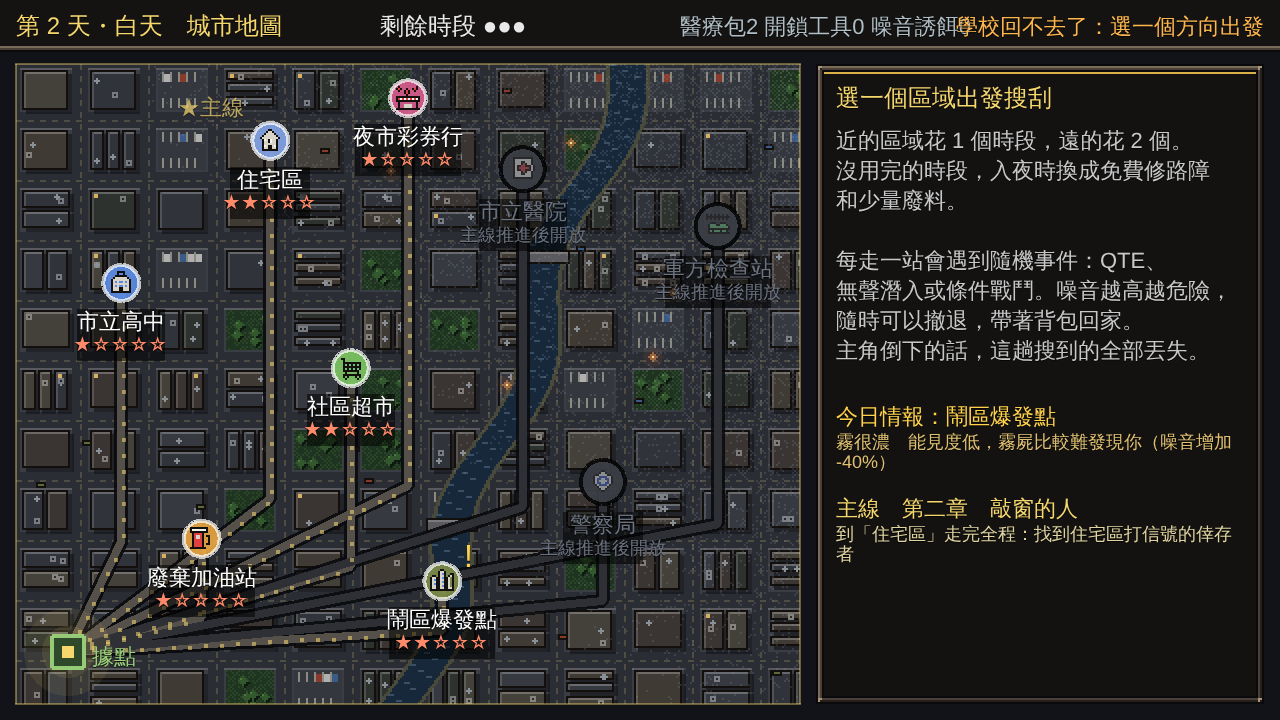 第 2 天・白天　城市地圖
剩餘時段 ●●●
醫療包2 開鎖工具0 噪音誘餌
學校回不去了：選一個方向出發
★主線
夜市彩券行
★☆☆☆☆
住宅區
★★☆☆☆
市立醫院
主線推進後開放
軍方檢查站
主線推進後開放
市立高中
★☆☆☆☆
社區超市
★★☆☆☆
警察局
主線推進後開放
廢棄加油站
★☆☆☆☆
!
鬧區爆發點
★★☆☆☆
據點
選一個區域出發搜刮
近的區域花 1 個時段，遠的花 2 個。
沒用完的時段，入夜時換成免費修路障
和少量廢料。
每走一站會遇到隨機事件：QTE、
無聲潛入或條件戰鬥。噪音越高越危險，
隨時可以撤退，帶著背包回家。
主角倒下的話，這趟搜到的全部丟失。
今日情報：鬧區爆發點
霧很濃　能見度低，霧屍比較難發現你（噪音增加
-40%）
主線　第二章　敲窗的人
到「住宅區」走完全程：找到住宅區打信號的倖存
者